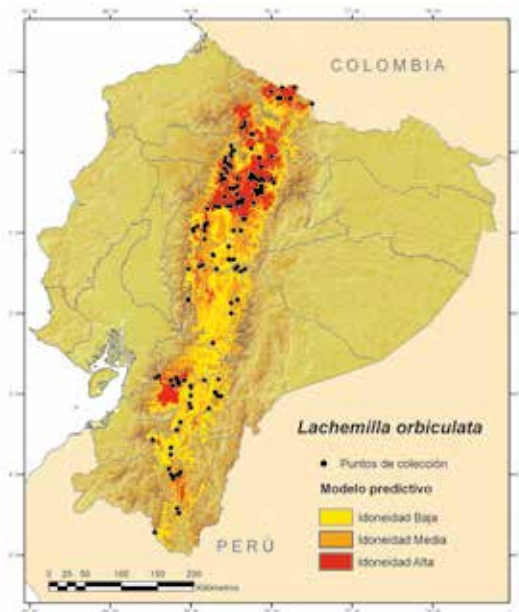 COLOMBIA
Lachemilla orbiculata
Puntos de colección
Modelo predictivo
Idoneidad Baja
Idoneidad Media
Idoneidad Alta
PERÚ
0 25 50 100 150 200
Kilómetros